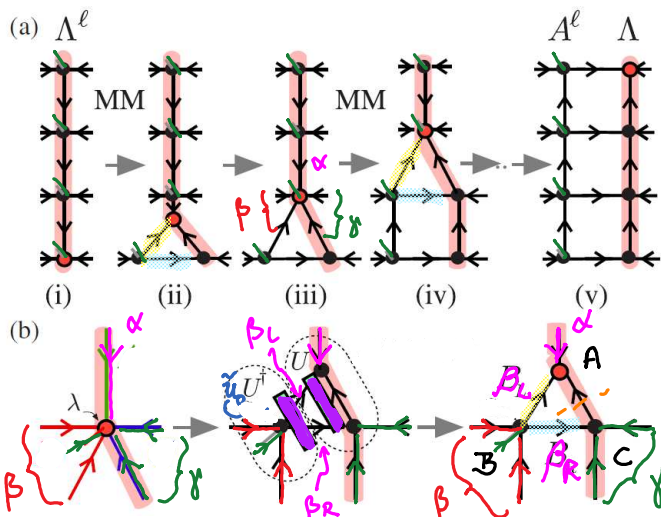 (a) Λ^ℓ A^ℓ Λ
MM MM
α
β γ
(i) (ii) (iii) (iv) (v)
(b) α β_L U α
λ U† A
β_L
B β_R C
β γ β_R β γ